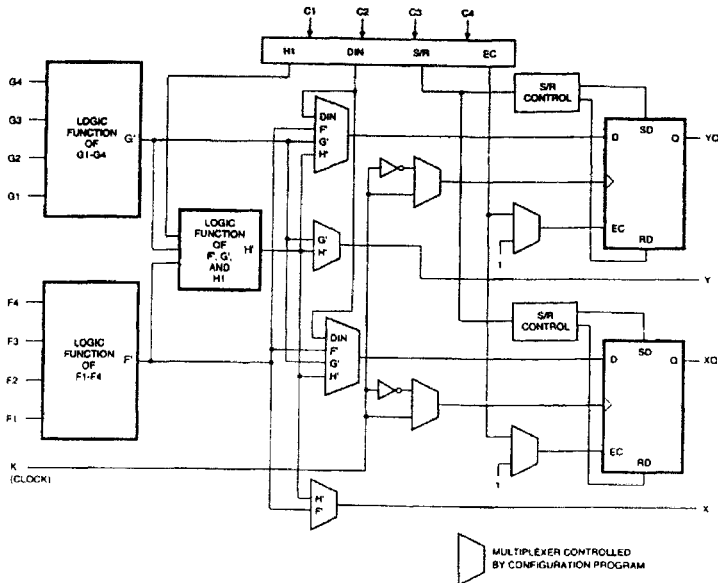 C1 C2 C3 C4
H1 DIN S/R EC
G4
G3
G2
G1
LOGIC
FUNCTION
OF
G1-G4
G'
DIN
F'
G'
H'
S/R
CONTROL
SD
D Q
YQ
EC
RD
1
LOGIC
FUNCTION
OF
F', G',
AND
H1
H'
G'
H'
Y
F4
F3
F2
F1
LOGIC
FUNCTION
OF
F1-F4
F'
DIN
F'
G'
H'
S/R
CONTROL
SD
D Q
XQ
EC
RD
1
K
(CLOCK)
H'
F'
X
MULTIPLEXER CONTROLLED
BY CONFIGURATION PROGRAM